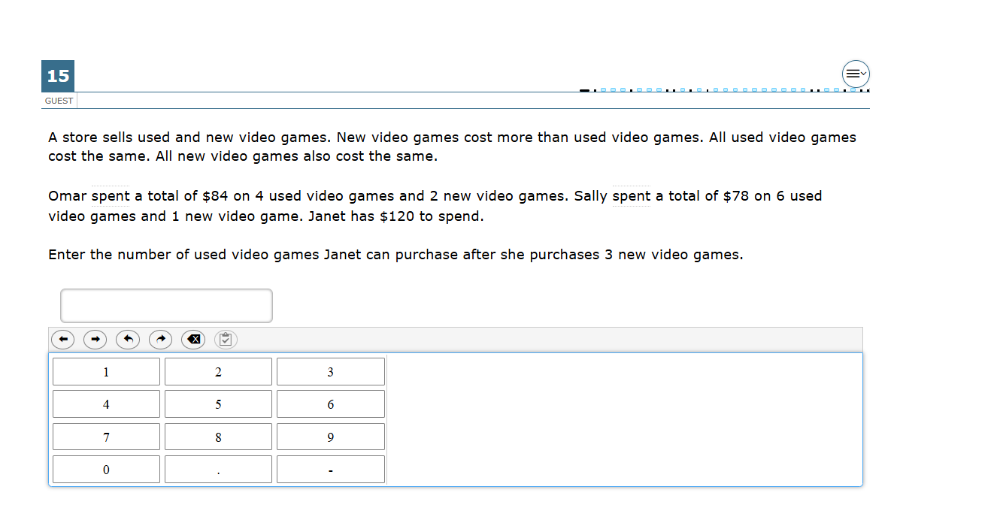 15
GUEST
A store sells used and new video games. New video games cost more than used video games. All used video games
cost the same. All new video games also cost the same.
Omar spent a total of $84 on 4 used video games and 2 new video games. Sally spent a total of $78 on 6 used
video games and 1 new video game. Janet has $120 to spend.
Enter the number of used video games Janet can purchase after she purchases 3 new video games.
1 2 3
4 5 6
7 8 9
0 . -